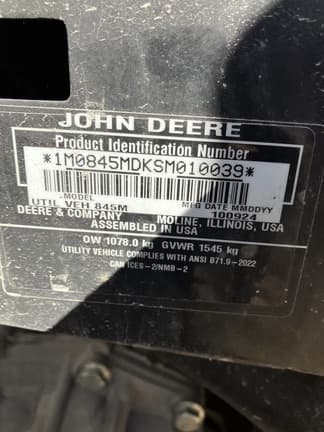 JOHN DEERE
Product Identification Number
*1M0845MDKSM010039*
MODEL MFG DATE MMDDYY
UTIL VEH 845M 100924
DEERE & COMPANY MOLINE, ILLINOIS, USA
ASSEMBLED IN USA
OW 1078.0 kg GVWR 1545 kg
UTILITY VEHICLE COMPLIES WITH ANSI B71.9-2022
CAN ICES-2/NMB-2